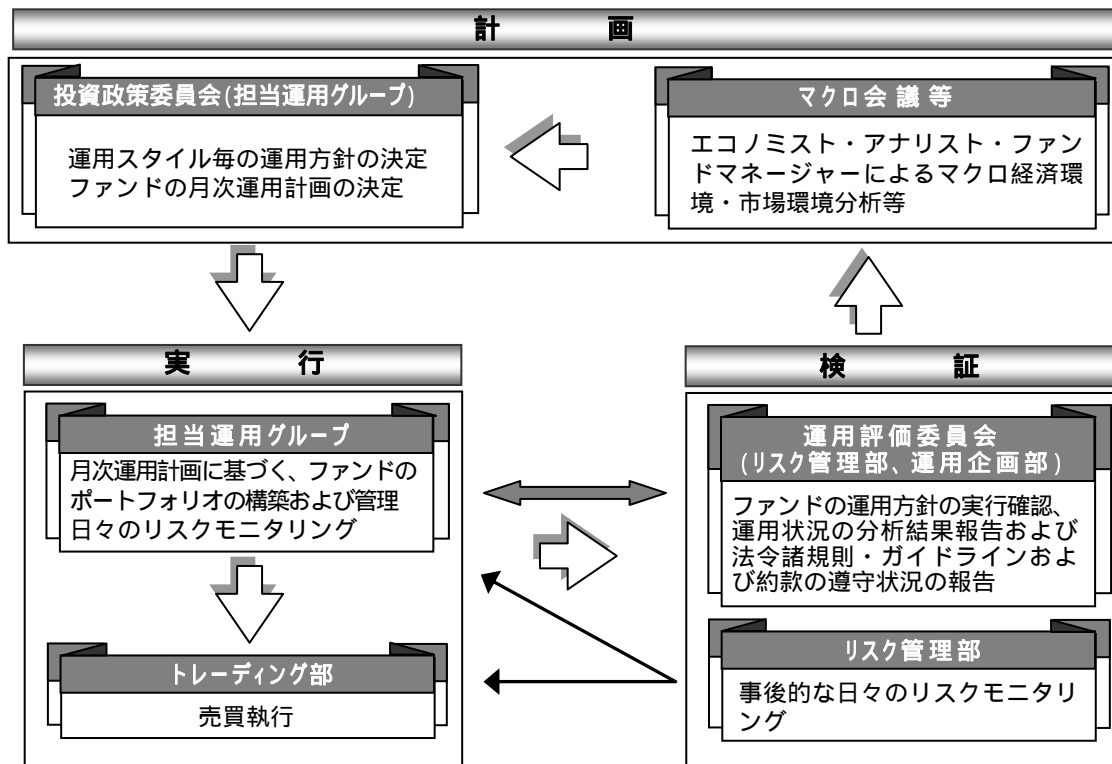 計 画
投資政策委員会(担当運用グループ)
運用スタイル毎の運用方針の決定
ファンドの月次運用計画の決定
マクロ会議等
エコノミスト・アナリスト・ファン
ドマネージャーによるマクロ経済環
境・市場環境分析等
実 行
担当運用グループ
月次運用計画に基づく、ファンドの
ポートフォリオの構築および管理
日々のリスクモニタリング
トレーディング部
売買執行
検 証
運用評価委員会
(リスク管理部、運用企画部)
ファンドの運用方針の実行確認、
運用状況の分析結果報告および
法令諸規則・ガイドラインおよ
び約款の遵守状況の報告
リスク管理部
事後的な日々のリスクモニタリ
ング